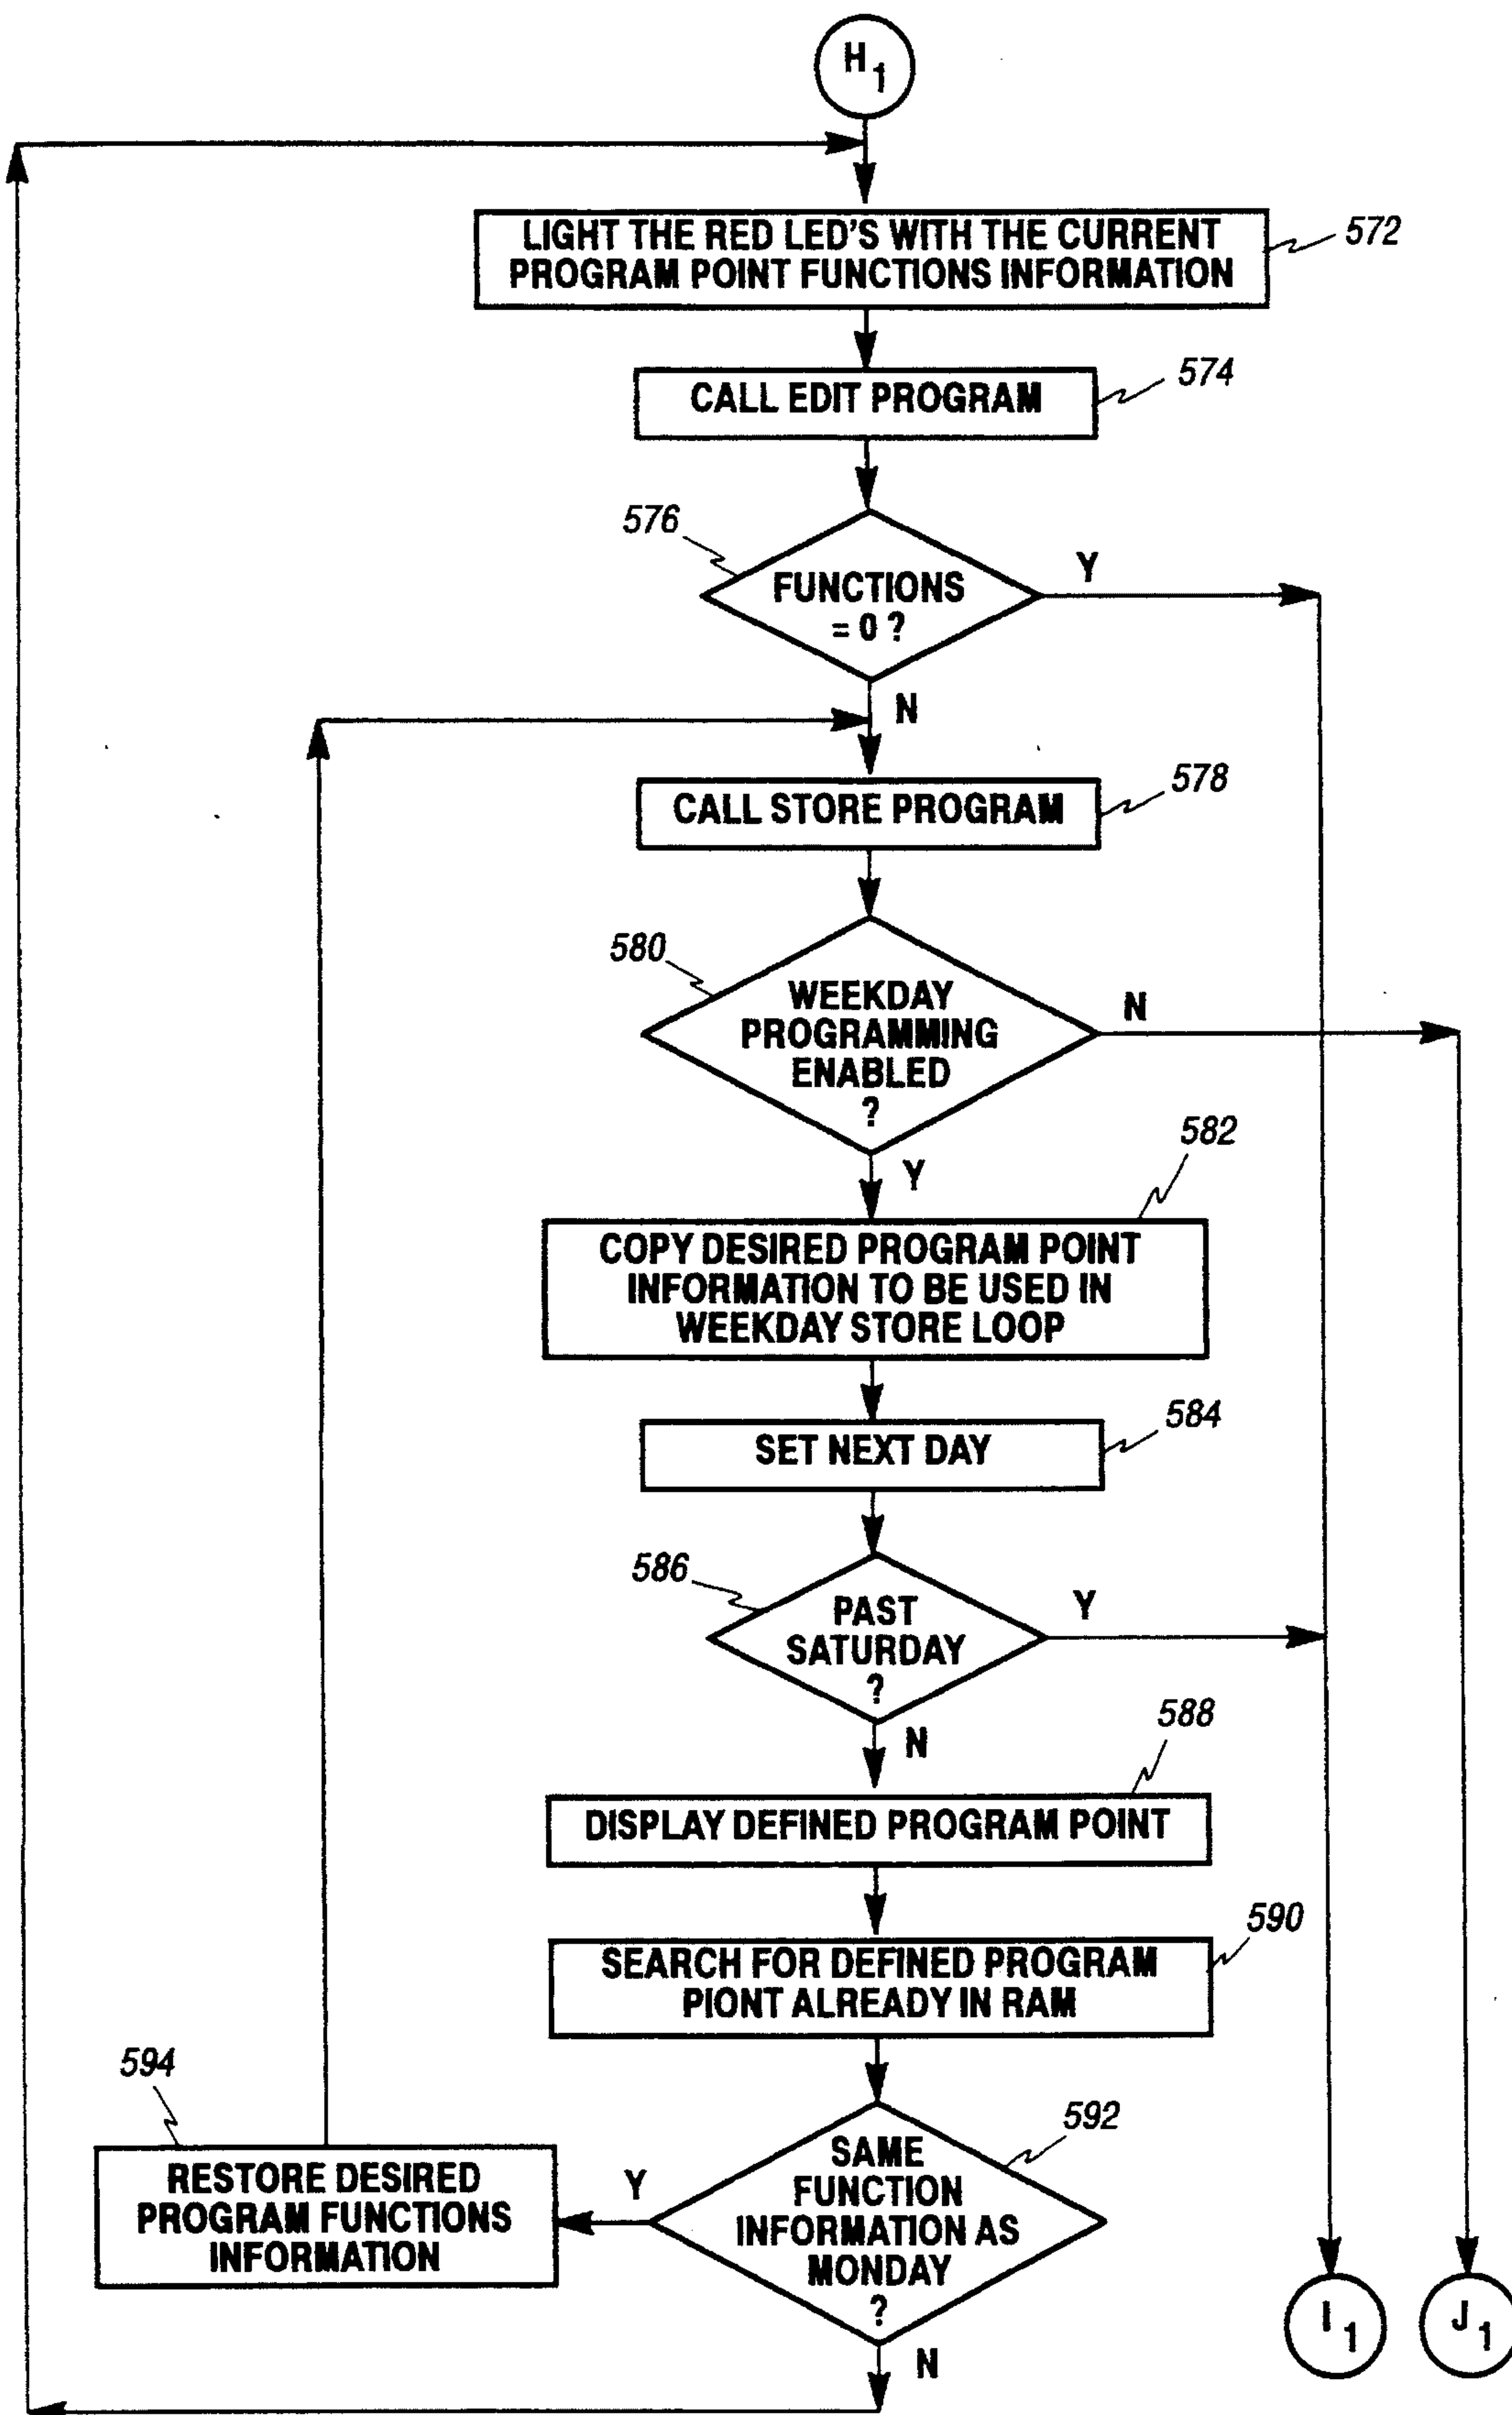 H1
LIGHT THE RED LED'S WITH THE CURRENT
PROGRAM POINT FUNCTIONS INFORMATION
572
CALL EDIT PROGRAM
574
576
FUNCTIONS
= 0 ?
Y
N
CALL STORE PROGRAM
578
580
WEEKDAY
PROGRAMMING
ENABLED
?
N
Y
582
COPY DESIRED PROGRAM POINT
INFORMATION TO BE USED IN
WEEKDAY STORE LOOP
584
SET NEXT DAY
586
PAST
SATURDAY
?
Y
N
588
DISPLAY DEFINED PROGRAM POINT
590
SEARCH FOR DEFINED PROGRAM
PIONT ALREADY IN RAM
594
RESTORE DESIRED
PROGRAM FUNCTIONS
INFORMATION
Y
592
SAME
FUNCTION
INFORMATION AS
MONDAY
?
N
I1
J1